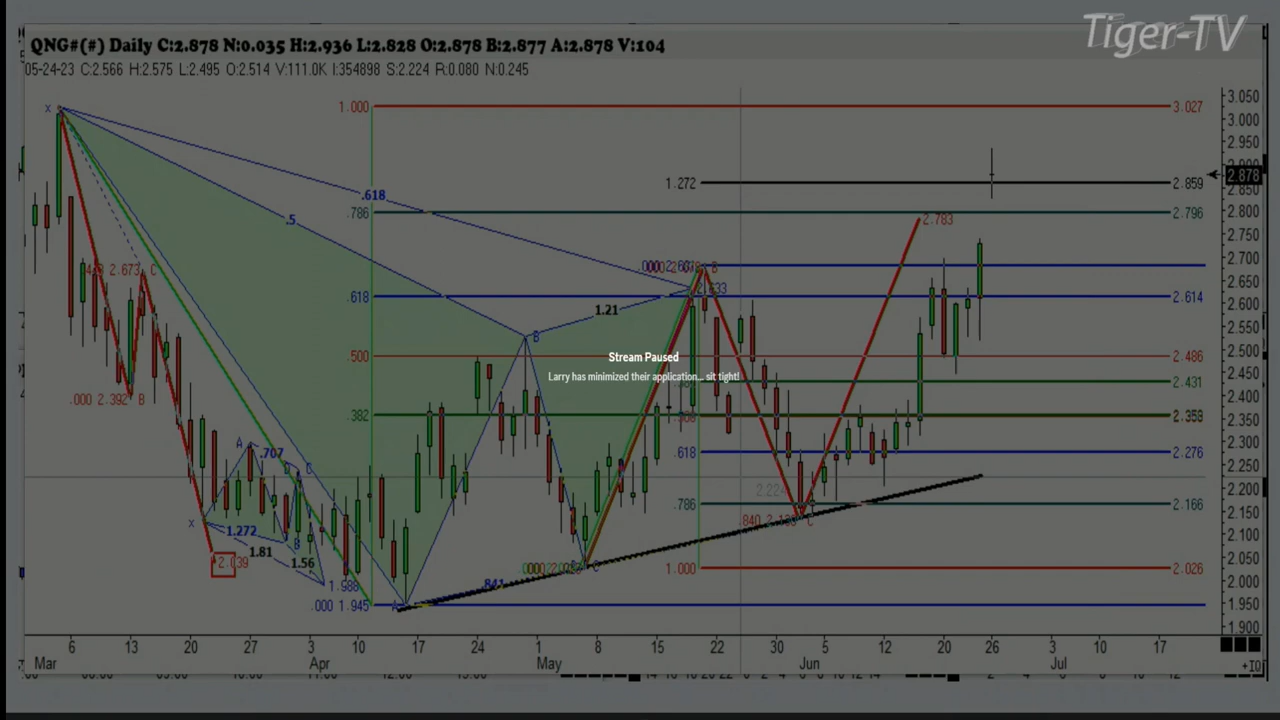 Tiger-TV
QNG#(#) Daily C:2.878 N:0.035 H:2.936 L:2.828 O:2.878 B:2.877 A:2.878 V:104
05-24-23 C:2.566 H:2.575 L:2.495 O:2.514 V:111.0K I:354898 S:2.224 R:0.080 N:0.245
3.050
x 1.000 3.027
3.000
2.950
2.878
1.272 2.859
2.850
.618
.786 2.796
2.800
.5
2.783
2.750
2.700
2.673 C
B
2.650
.618 2.614
2.600
1.21
2.550
B
Stream Paused
.500 2.486
2.500
Larry has minimized their application... sit tight!
2.450
2.431
.000 2.392 B
2.400
.382 2.358
2.350
2.300
A
.707
.618 2.276
2.250
C
2.224
2.200
.786 2.166
2.150
x
1.272
B
C
2.100
1.81
1.56
2.050
2.039
C
1.000 2.026
1.988
.841
2.000
.000 1.945
A
1.950
1.900
6 13 20 27 3 10 17 24 1 8 15 22 30 5 12 20 26 3 10 17
Mar Apr May Jun Jul